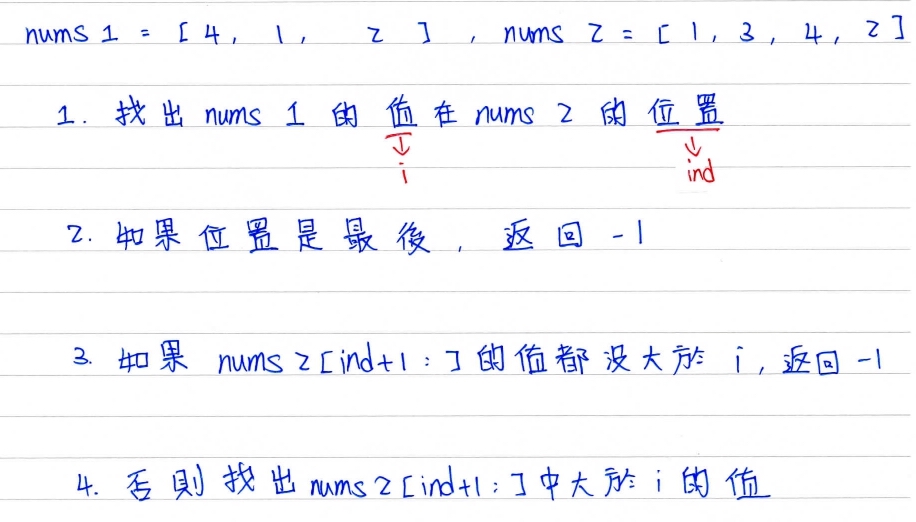 nums 1 = [ 4, 1, 2 ] , nums 2 = [ 1, 3, 4, 2 ]
1. 找出 nums 1 的值在 nums 2 的位置
↓ ↓
i ind
2. 如果位置是最後, 返回 -1
3. 如果 nums 2 [ind+1 : ] 的值都沒大於 i, 返回 -1
4. 否則找出 nums 2 [ind+1 : ] 中大於 i 的值